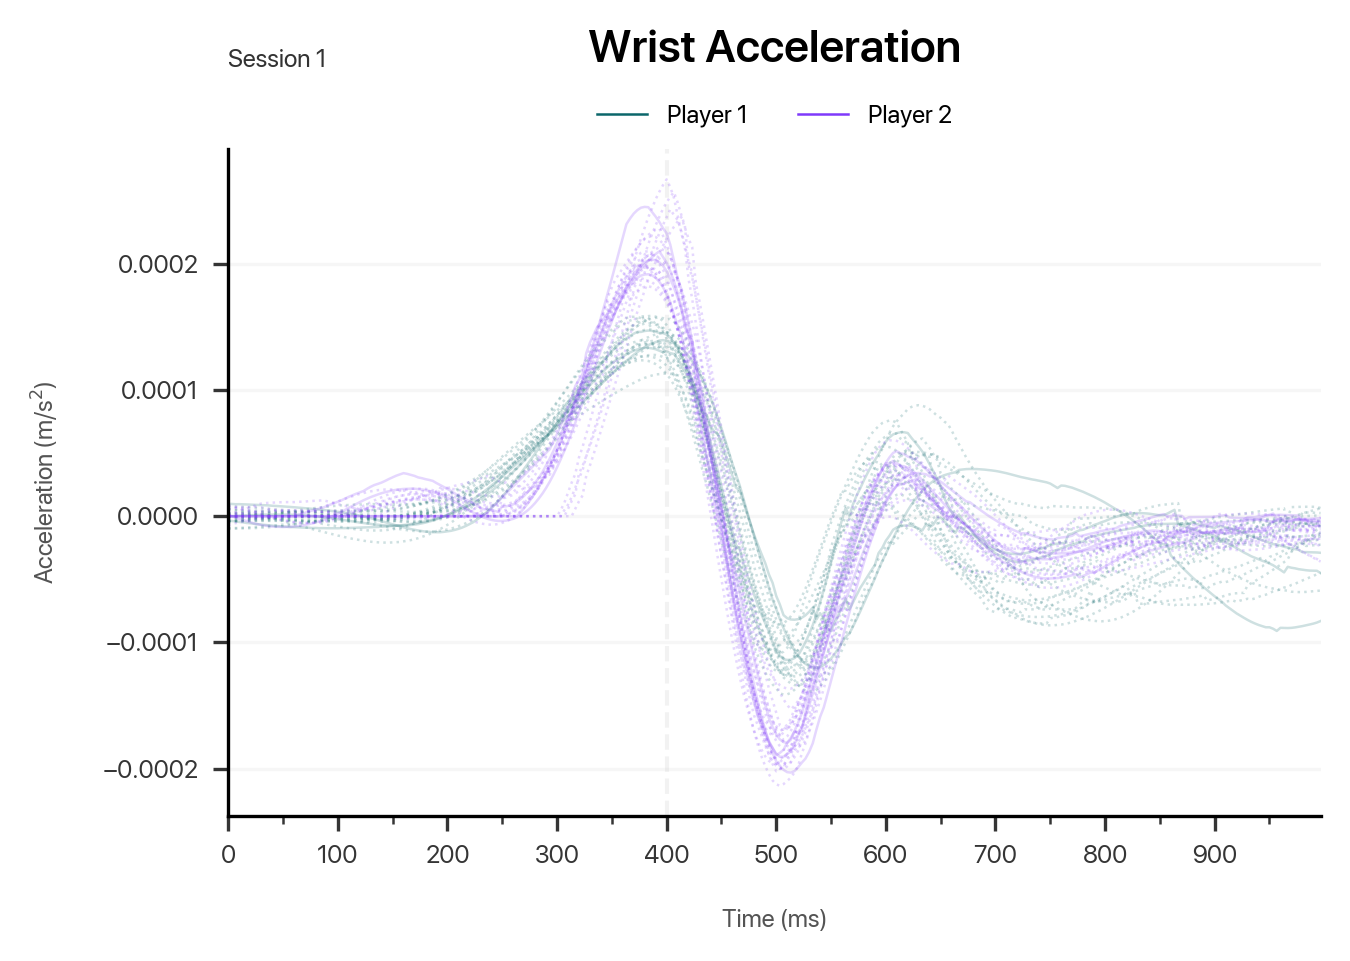 Session 1
Wrist Acceleration
Player 1
Player 2
Acceleration (m/s²)
0.0002
0.0001
0.0000
−0.0001
−0.0002
0 100 200 300 400 500 600 700 800 900
Time (ms)